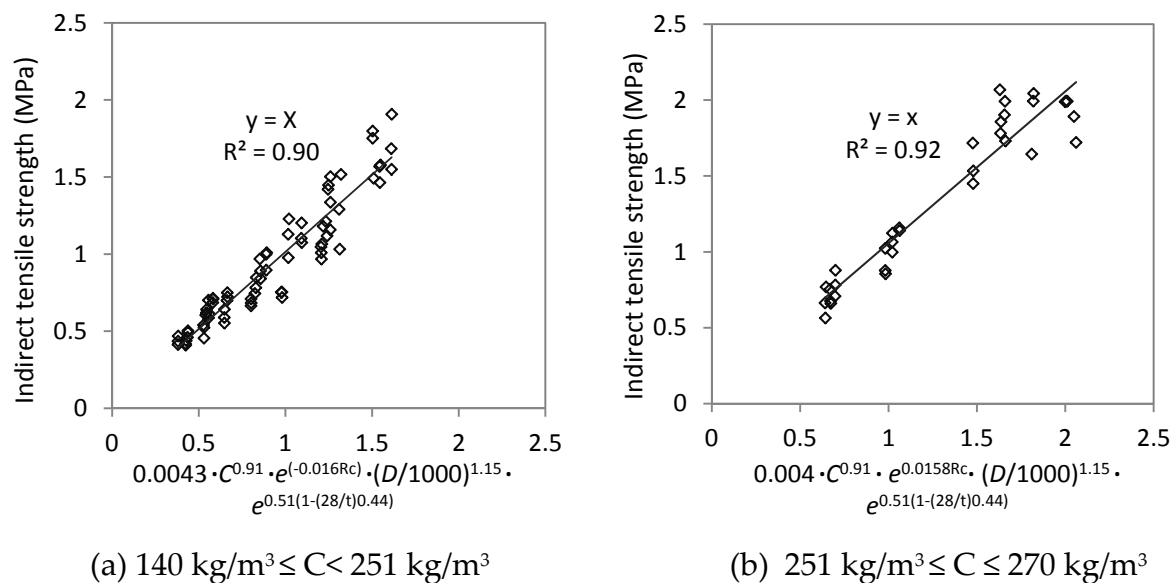 Indirect tensile strength (MPa)
2.5
2
1.5
1
0.5
0
y = X
R² = 0.90
0 0.5 1 1.5 2 2.5
0.0043·C^0.91·e^(-0.016Rc)·(D/1000)^1.15·
e^0.51(1-(28/t)0.44)
(a) 140 kg/m³ ≤ C< 251 kg/m³
Indirect tensile strength (MPa)
2.5
2
1.5
1
0.5
0
y = x
R² = 0.92
0 0.5 1 1.5 2 2.5
0.004·C^0.91·e^0.0158Rc·(D/1000)^1.15·
e^0.51(1-(28/t)0.44)
(b) 251 kg/m³ ≤ C ≤ 270 kg/m³